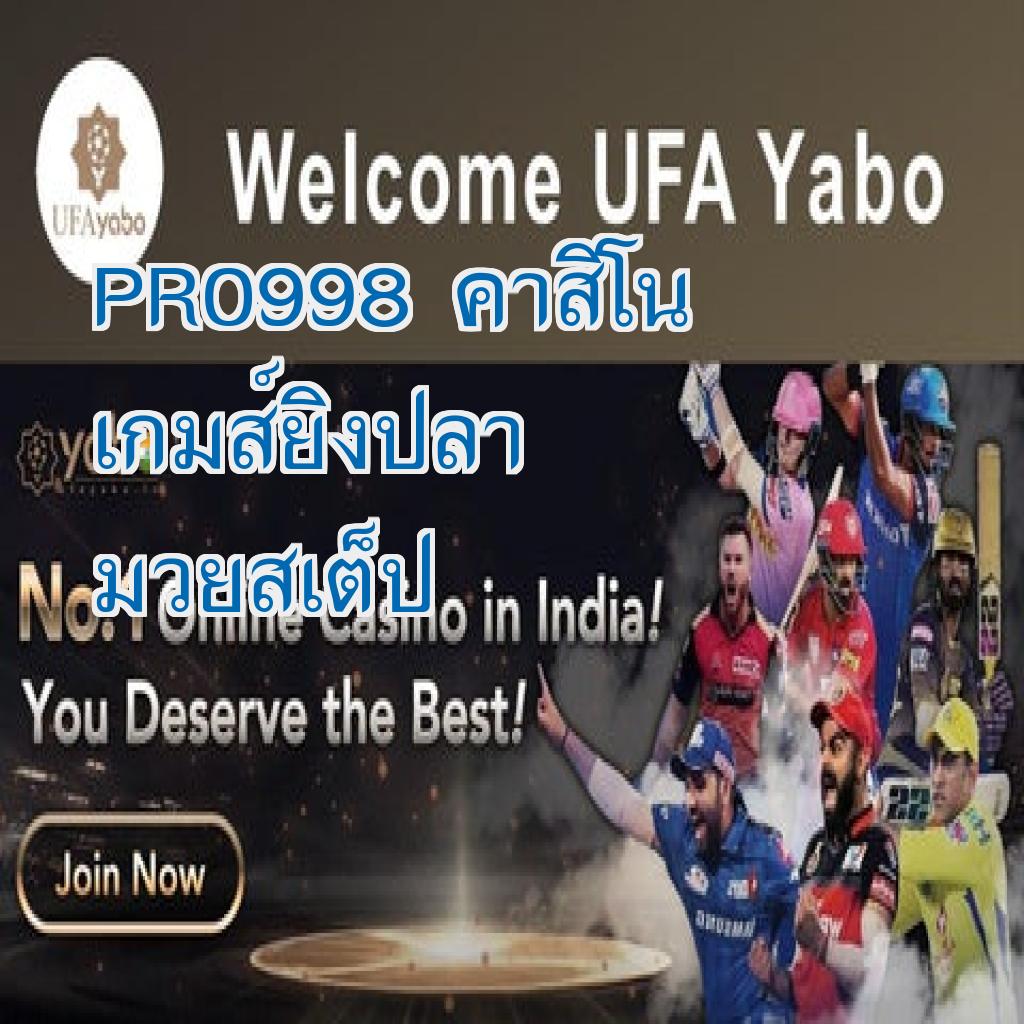 UFAyabo
Welcome UFA Yabo
PRO998 คาสิโน
เกมส์ยิงปลา
มวยสเต็ป
No.1 Online Casino in India!
You Deserve the Best!
Join Now
22